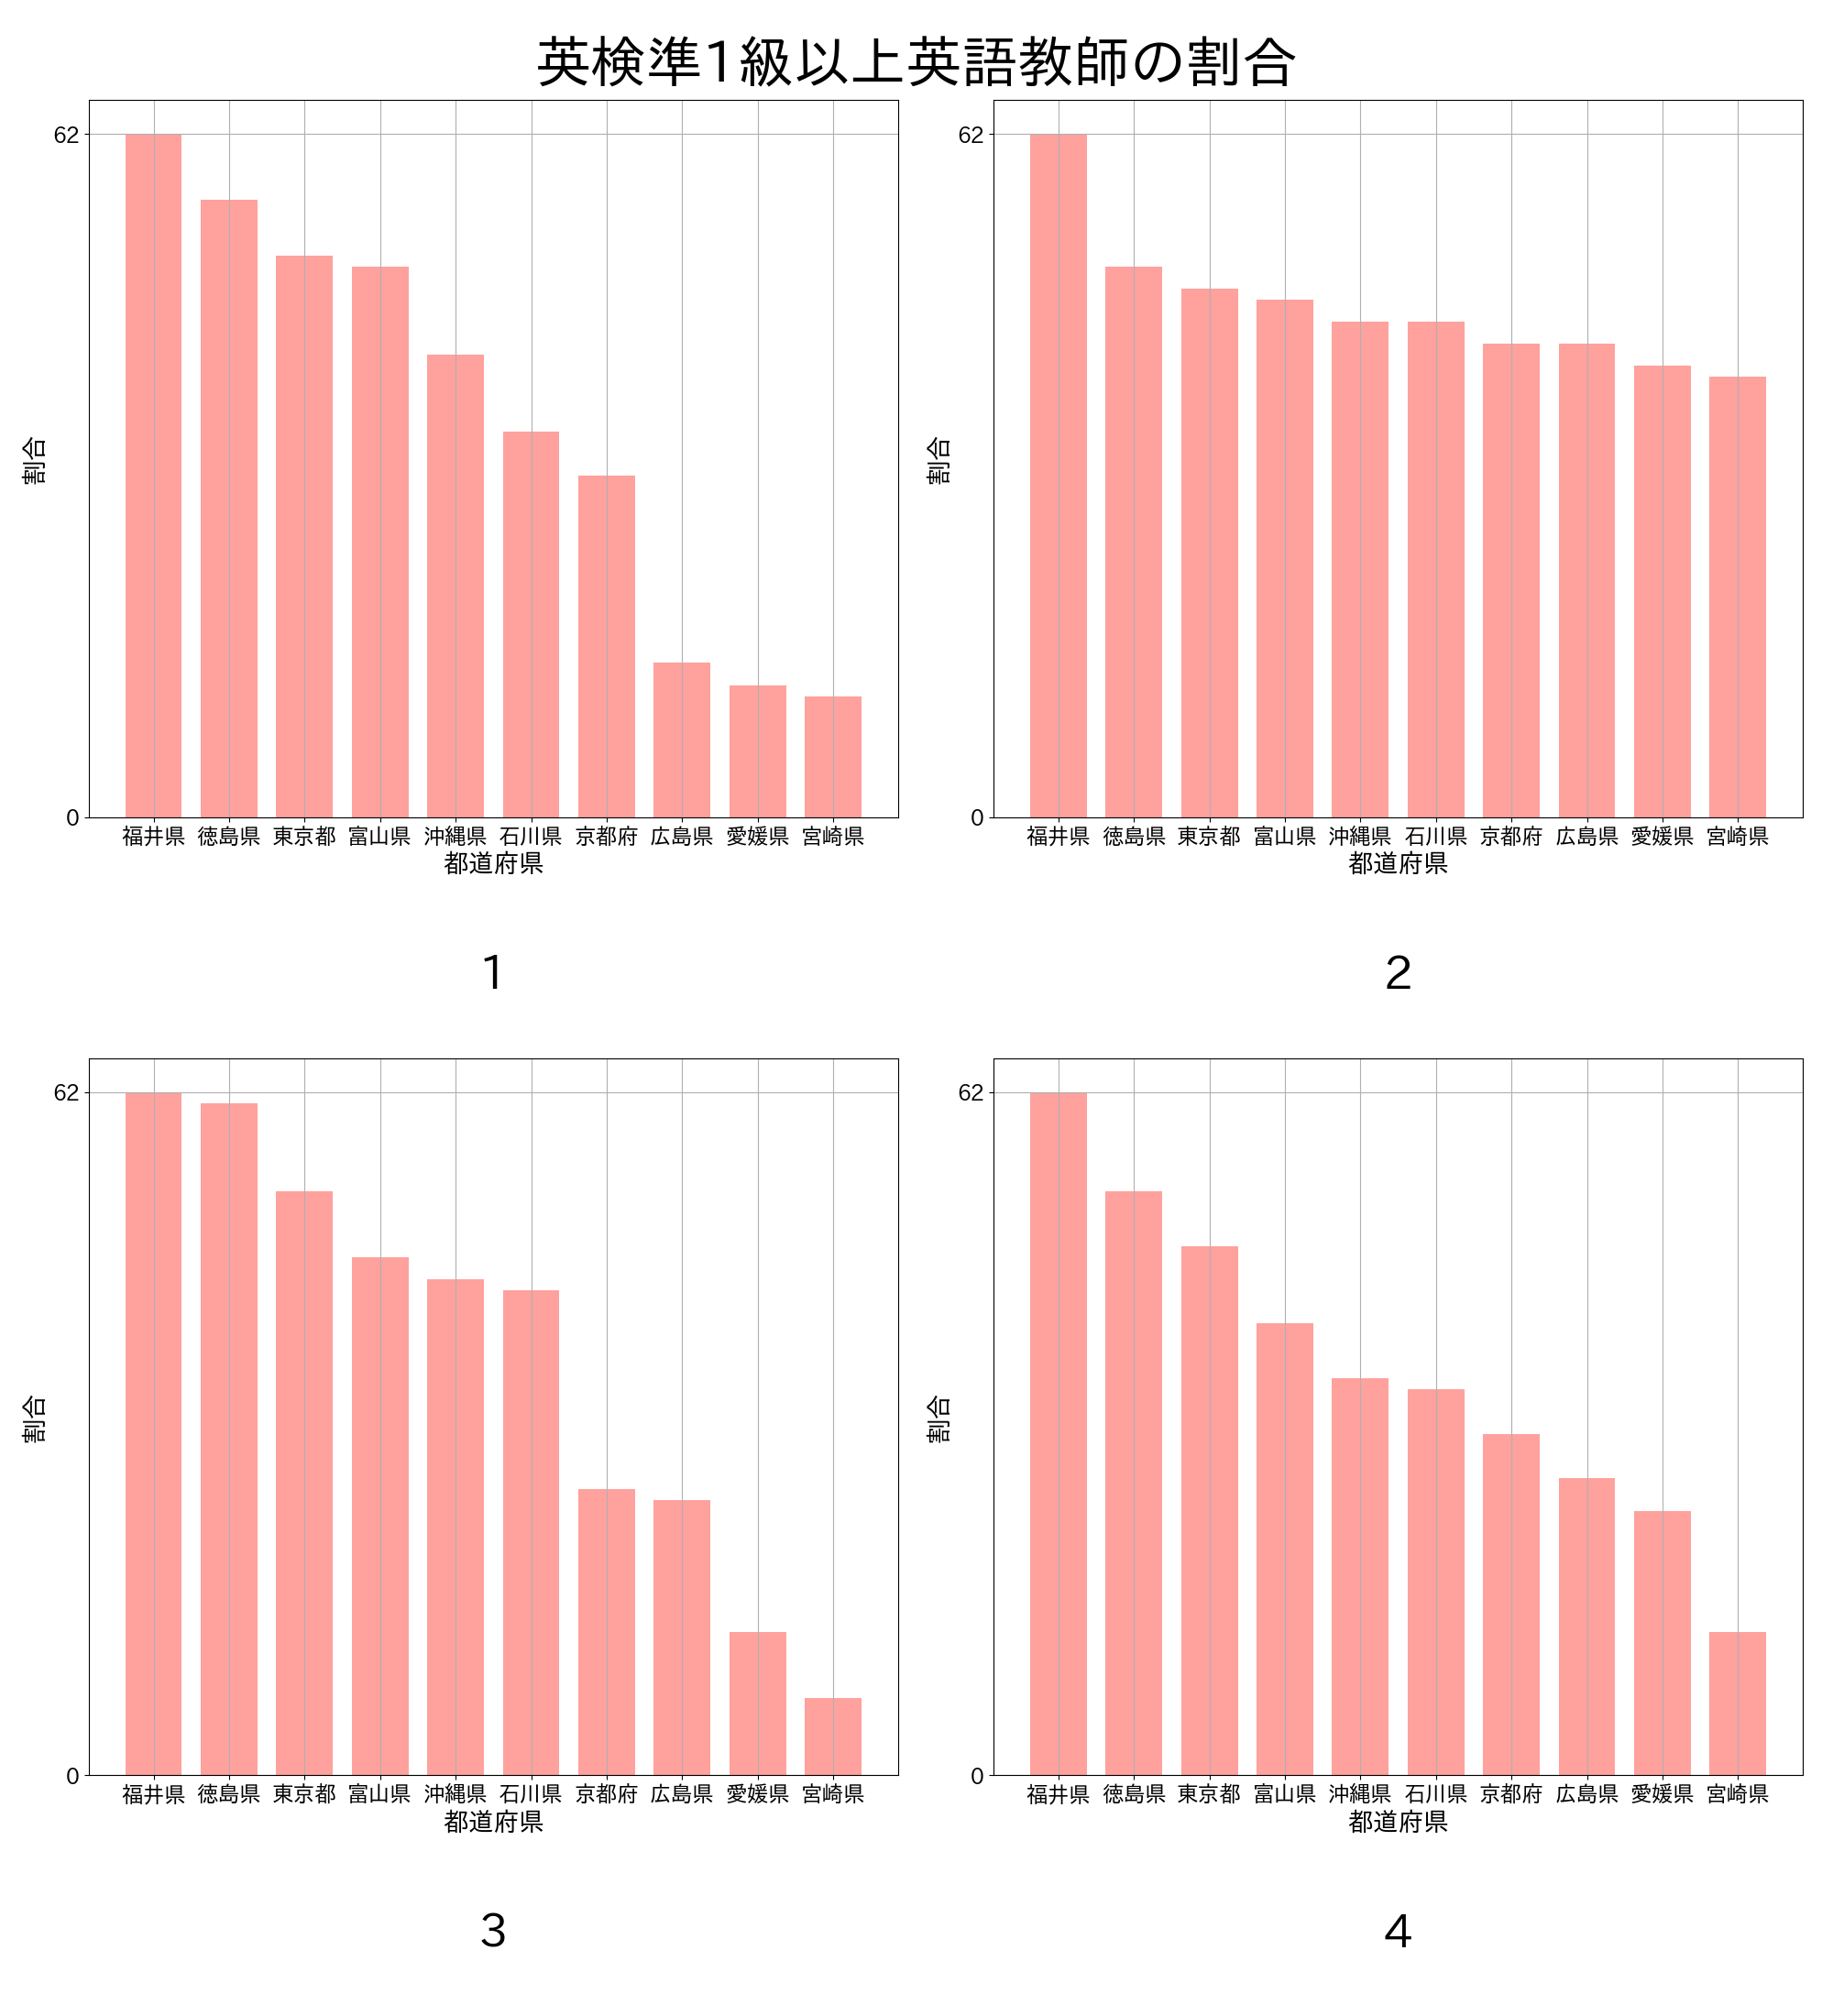 英検準1級以上英語教師の割合
62
0
割合
福井県 徳島県 東京都 富山県 沖縄県 石川県 京都府 広島県 愛媛県 宮崎県
都道府県
1
62
0
割合
福井県 徳島県 東京都 富山県 沖縄県 石川県 京都府 広島県 愛媛県 宮崎県
都道府県
2
62
0
割合
福井県 徳島県 東京都 富山県 沖縄県 石川県 京都府 広島県 愛媛県 宮崎県
都道府県
3
62
0
割合
福井県 徳島県 東京都 富山県 沖縄県 石川県 京都府 広島県 愛媛県 宮崎県
都道府県
4